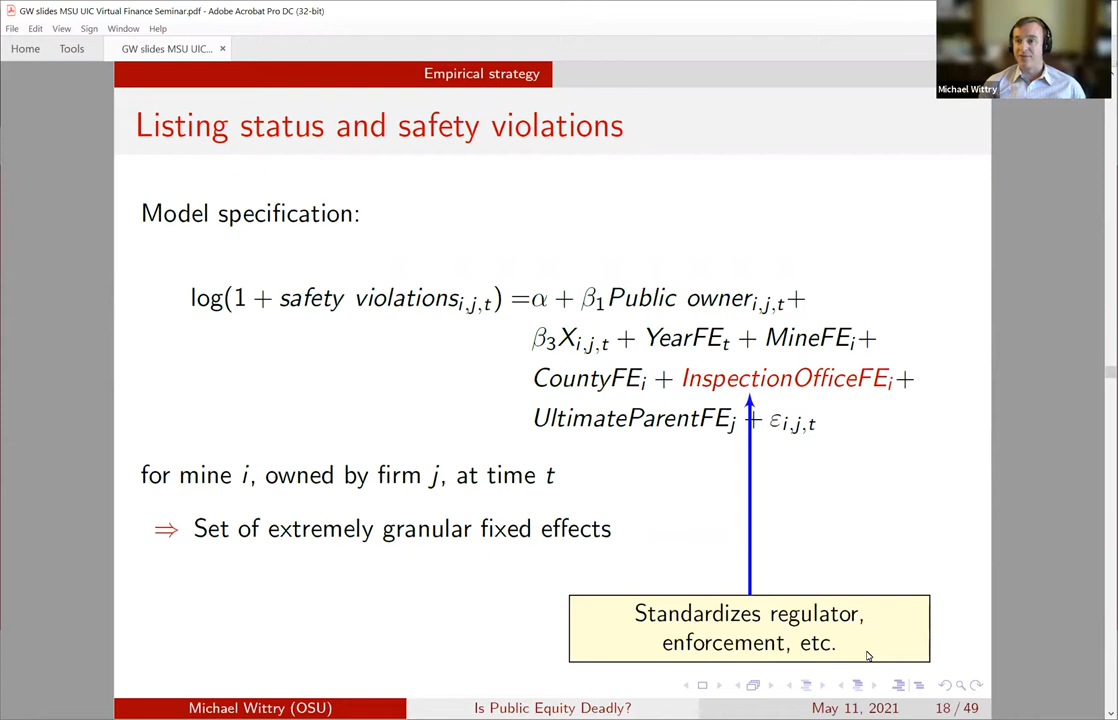 GW slides MSU UIC Virtual Finance Seminar.pdf - Adobe Acrobat Pro DC (32-bit)
File Edit View Sign Window Help
Home Tools GW slides MSU UIC... ×
Michael Wittry
Empirical strategy
Listing status and safety violations
Model specification:
log(1 + safety violations_{i,j,t}) = α + β_1 Public owner_{i,j,t} +
β_3 X_{i,j,t} + YearFE_t + MineFE_i +
CountyFE_i + InspectionOfficeFE_i +
UltimateParentFE_j + ε_{i,j,t}
for mine i, owned by firm j, at time t
⇒ Set of extremely granular fixed effects
Standardizes regulator,
enforcement, etc.
Michael Wittry (OSU) Is Public Equity Deadly? May 11, 2021 18 / 49